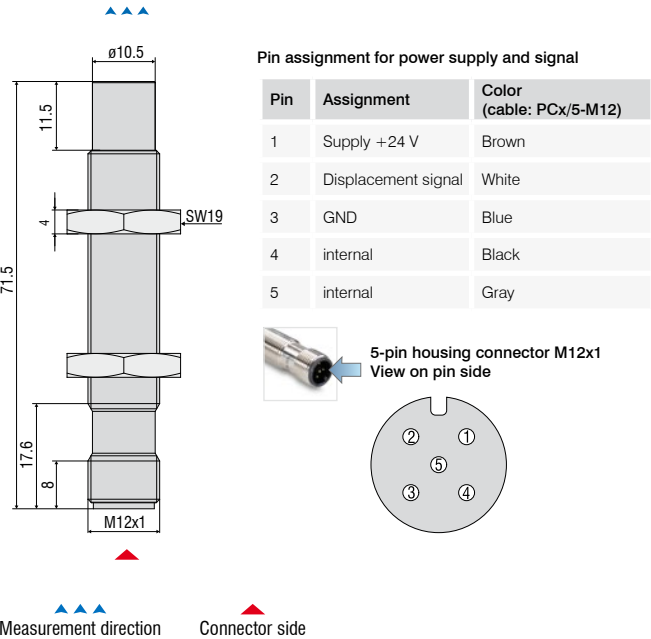 ø10.5
11.5
4
SW19
71.5
17.6
8
M12x1
Measurement direction
Connector side
Pin assignment for power supply and signal
Pin Assignment Color
(cable: PCx/5-M12)
1 Supply +24 V Brown
2 Displacement signal White
3 GND Blue
4 internal Black
5 internal Gray
5-pin housing connector M12x1
View on pin side
2 1
5
3 4